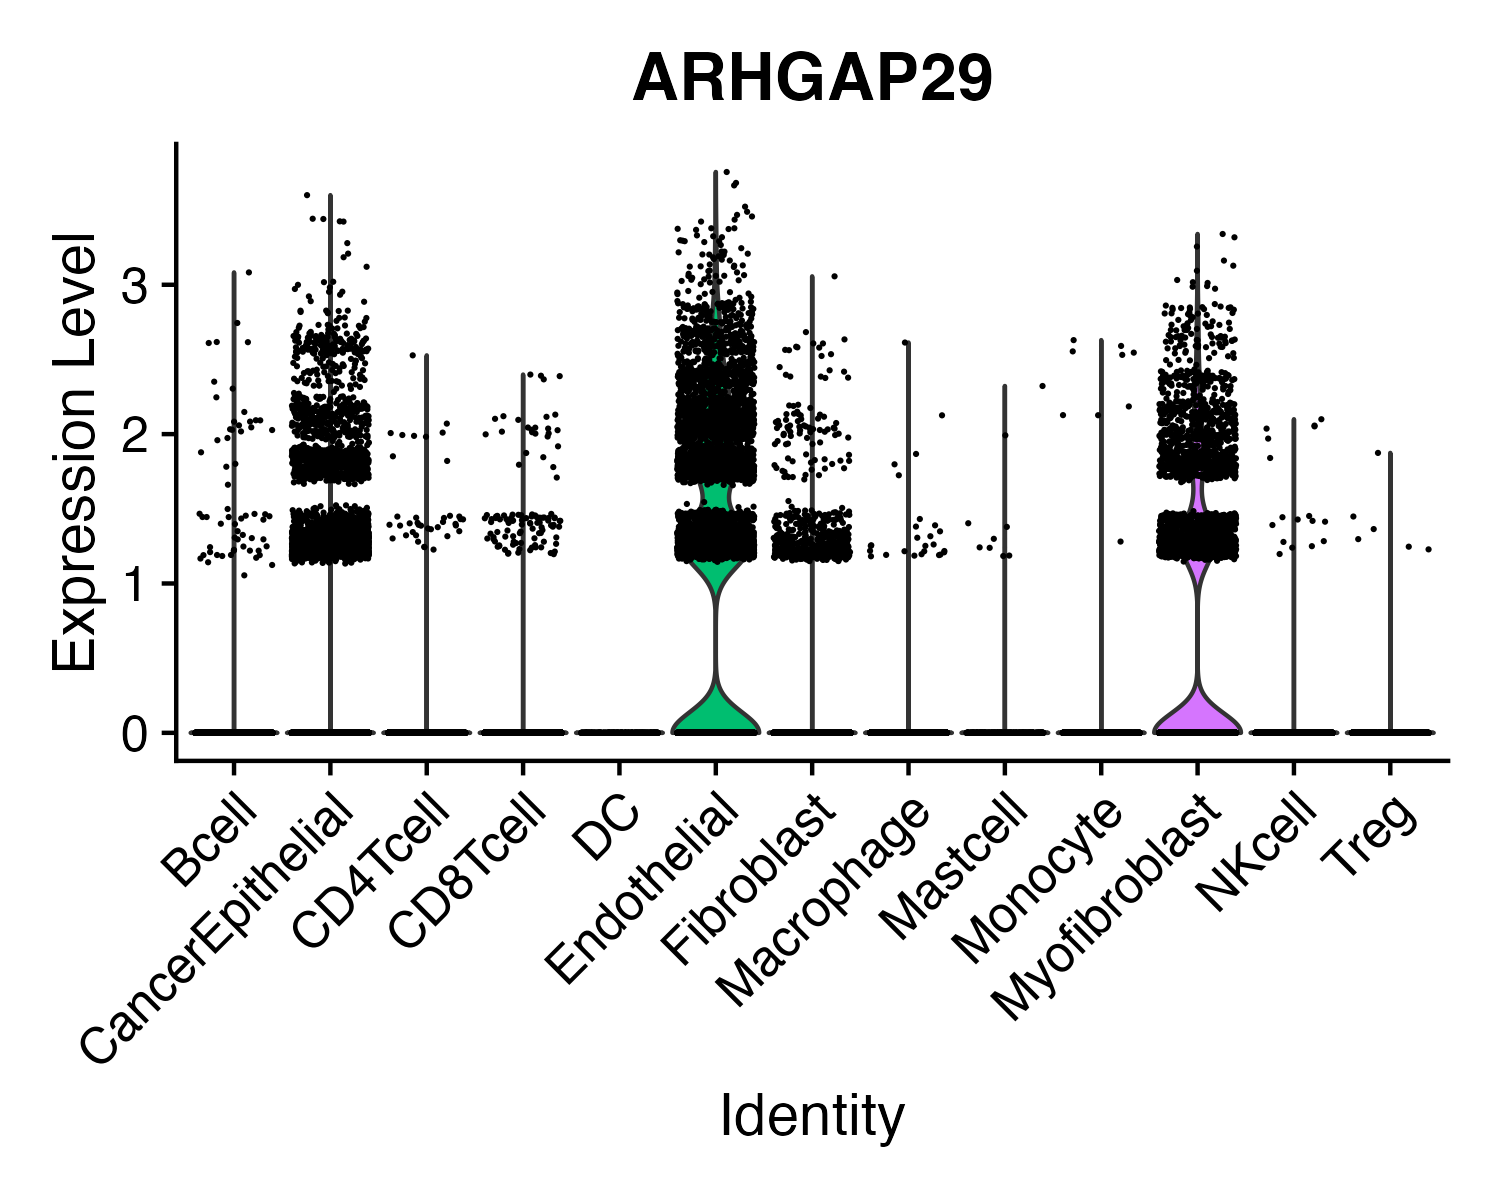 ARHGAP29
Expression Level
3
2
1
0
Bcell
CancerEpithelial
CD4Tcell
CD8Tcell
DC
Endothelial
Fibroblast
Macrophage
Mastcell
Monocyte
Myofibroblast
NKcell
Treg
Identity